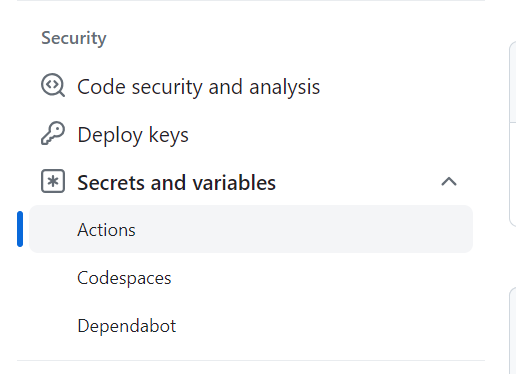 Security
Code security and analysis
Deploy keys
Secrets and variables
Actions
Codespaces
Dependabot